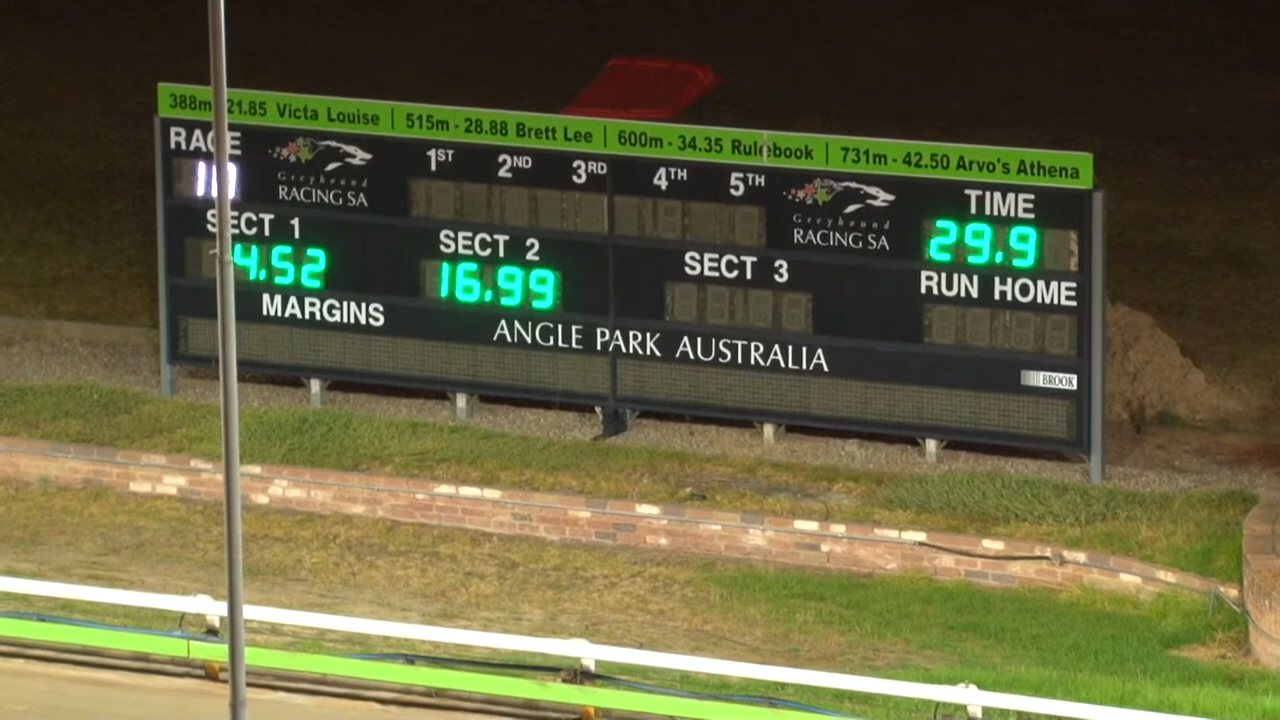 388m - 21.85 Victa Louise | 515m - 28.88 Brett Lee | 600m - 34.35 Rulebook | 731m - 42.50 Arvo's Athena
RACE
Greyhound
RACING SA
1ST 2ND 3RD 4TH 5TH
Greyhound
RACING SA
TIME
29.9
SECT 1
4.52
SECT 2
16.99
SECT 3
RUN HOME
MARGINS
ANGLE PARK AUSTRALIA
BROOK